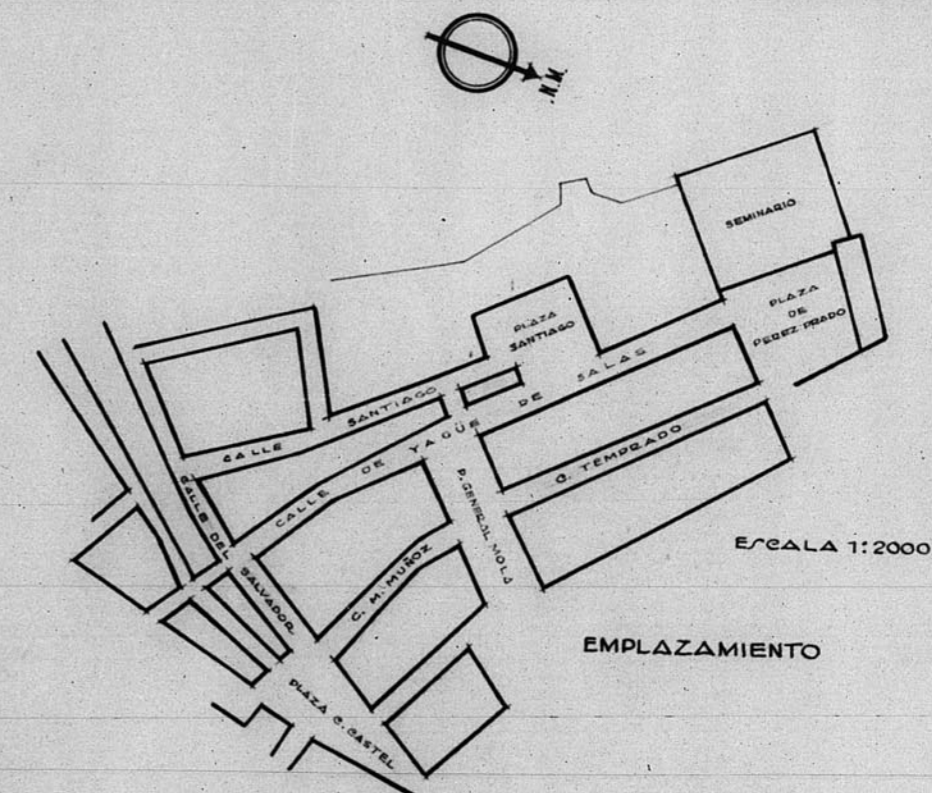 N.M.
SEMINARIO
PLAZA
DE
PEREZ PRADO
PLAZA
SANTIAGO
CALLE SANTIAGO
CALLE DE YAGÜE DE SALAS
C. TEMPRADO
P. GENERAL MOLA
CALLE DEL SALVADOR
C. M. MUÑOZ
PLAZA C. CASTEL
ESCALA 1:2000
EMPLAZAMIENTO